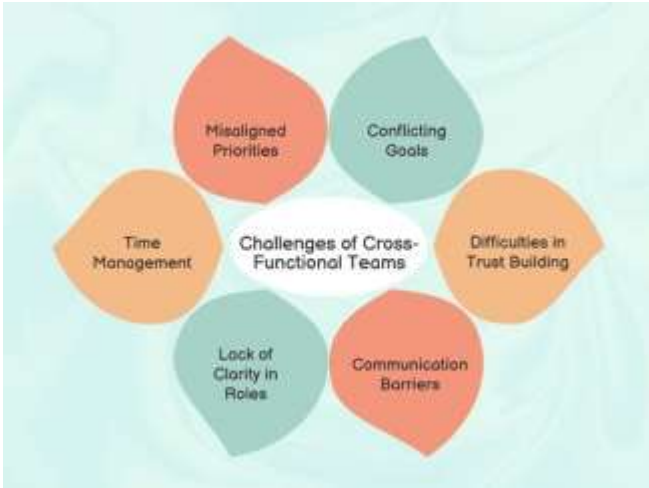 Misaligned
Priorities
Conflicting
Goals
Time
Management
Challenges of Cross-
Functional Teams
Difficulties in
Trust Building
Lack of
Clarity in
Roles
Communication
Barriers